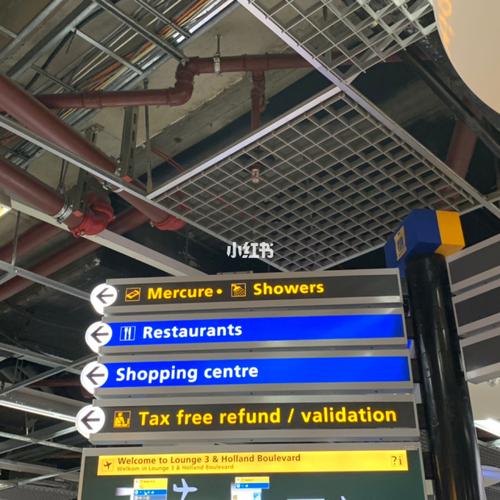 小红书
Mercure • Showers
Restaurants
Shopping centre
Tax free refund / validation
Welcome to Lounge 3 & Holland Boulevard
Welkom in Lounge 3 & Holland Boulevard
?i